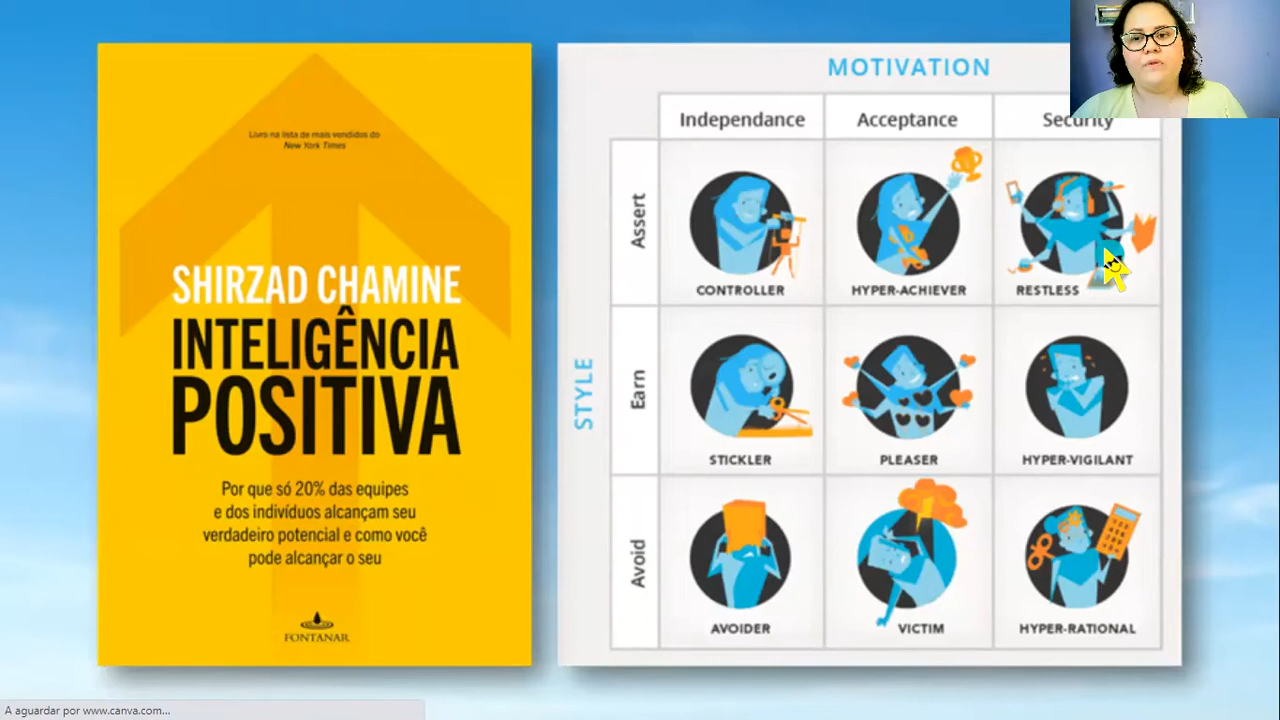 Livro na lista de mais vendidos do
New York Times
SHIRZAD CHAMINE
INTELIGÊNCIA
POSITIVA
Por que só 20% das equipes
e dos indivíduos alcançam seu
verdadeiro potencial e como você
pode alcançar o seu
FONTANAR
MOTIVATION
Independance
Acceptance
Security
STYLE
Assert
CONTROLLER
HYPER-ACHIEVER
RESTLESS
Earn
STICKLER
PLEASER
HYPER-VIGILANT
Avoid
AVOIDER
VICTIM
HYPER-RATIONAL
A aguardar por www.canva.com...